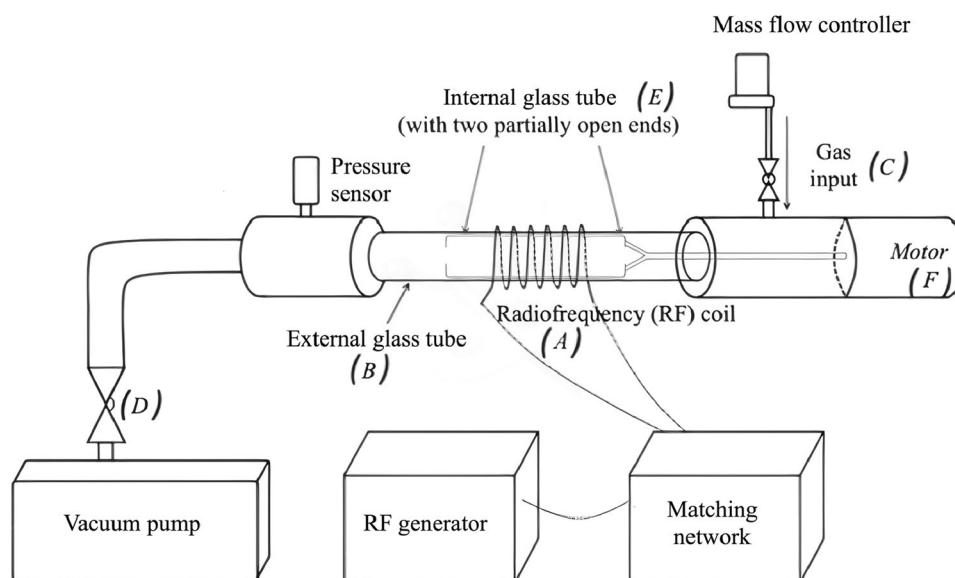 Mass flow controller
Internal glass tube (E)
(with two partially open ends)
Pressure
sensor
Gas
input (C)
Motor
(F)
Radiofrequency (RF) coil
(A)
External glass tube
(B)
(D)
Vacuum pump
RF generator
Matching
network